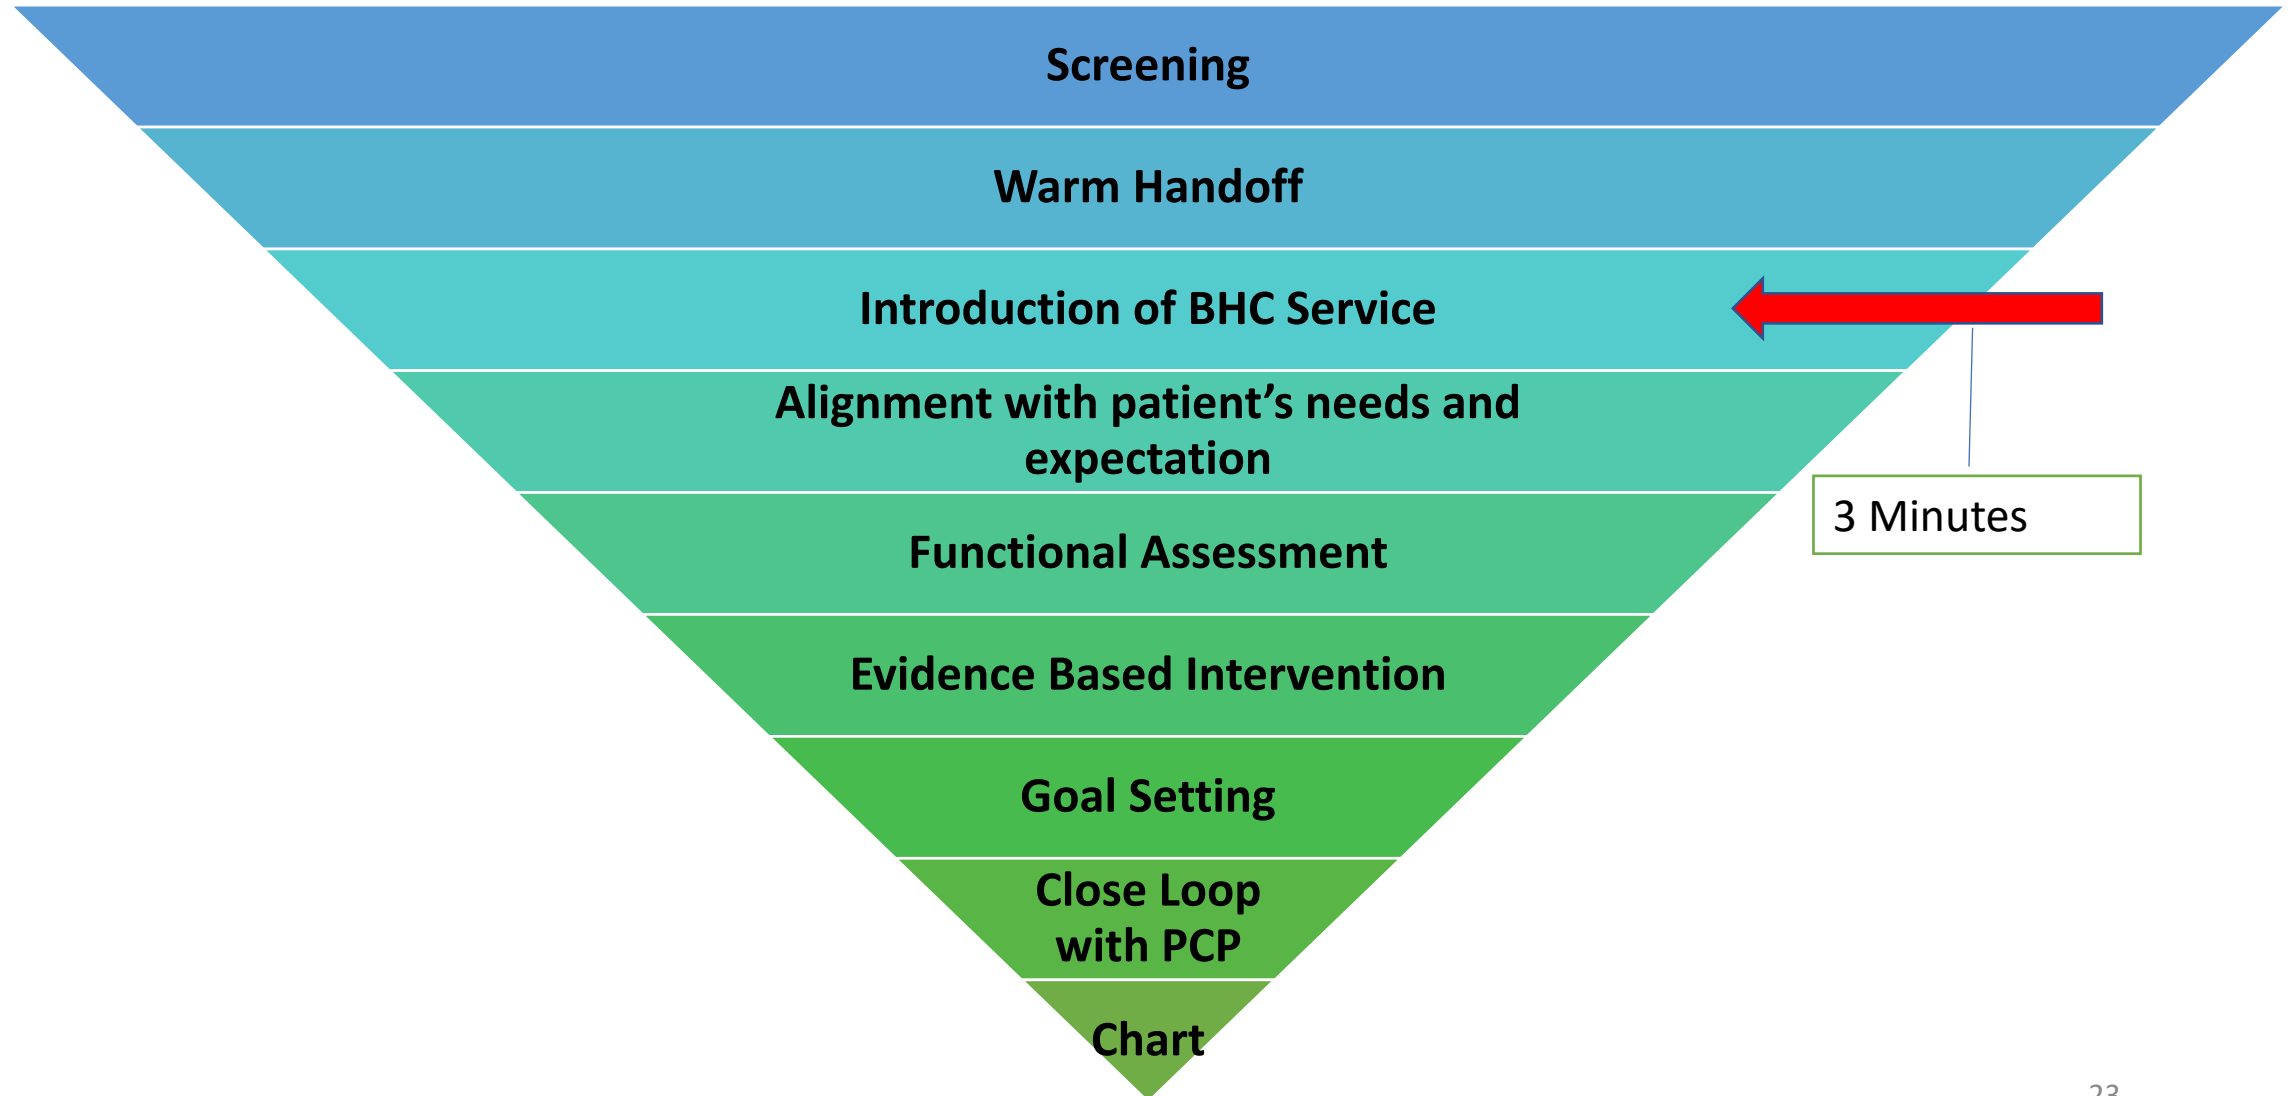 Screening
Warm Handoff
Introduction of BHC Service
Alignment with patient’s needs and
expectation
3 Minutes
Functional Assessment
Evidence Based Intervention
Goal Setting
Close Loop
with PCP
Chart
23